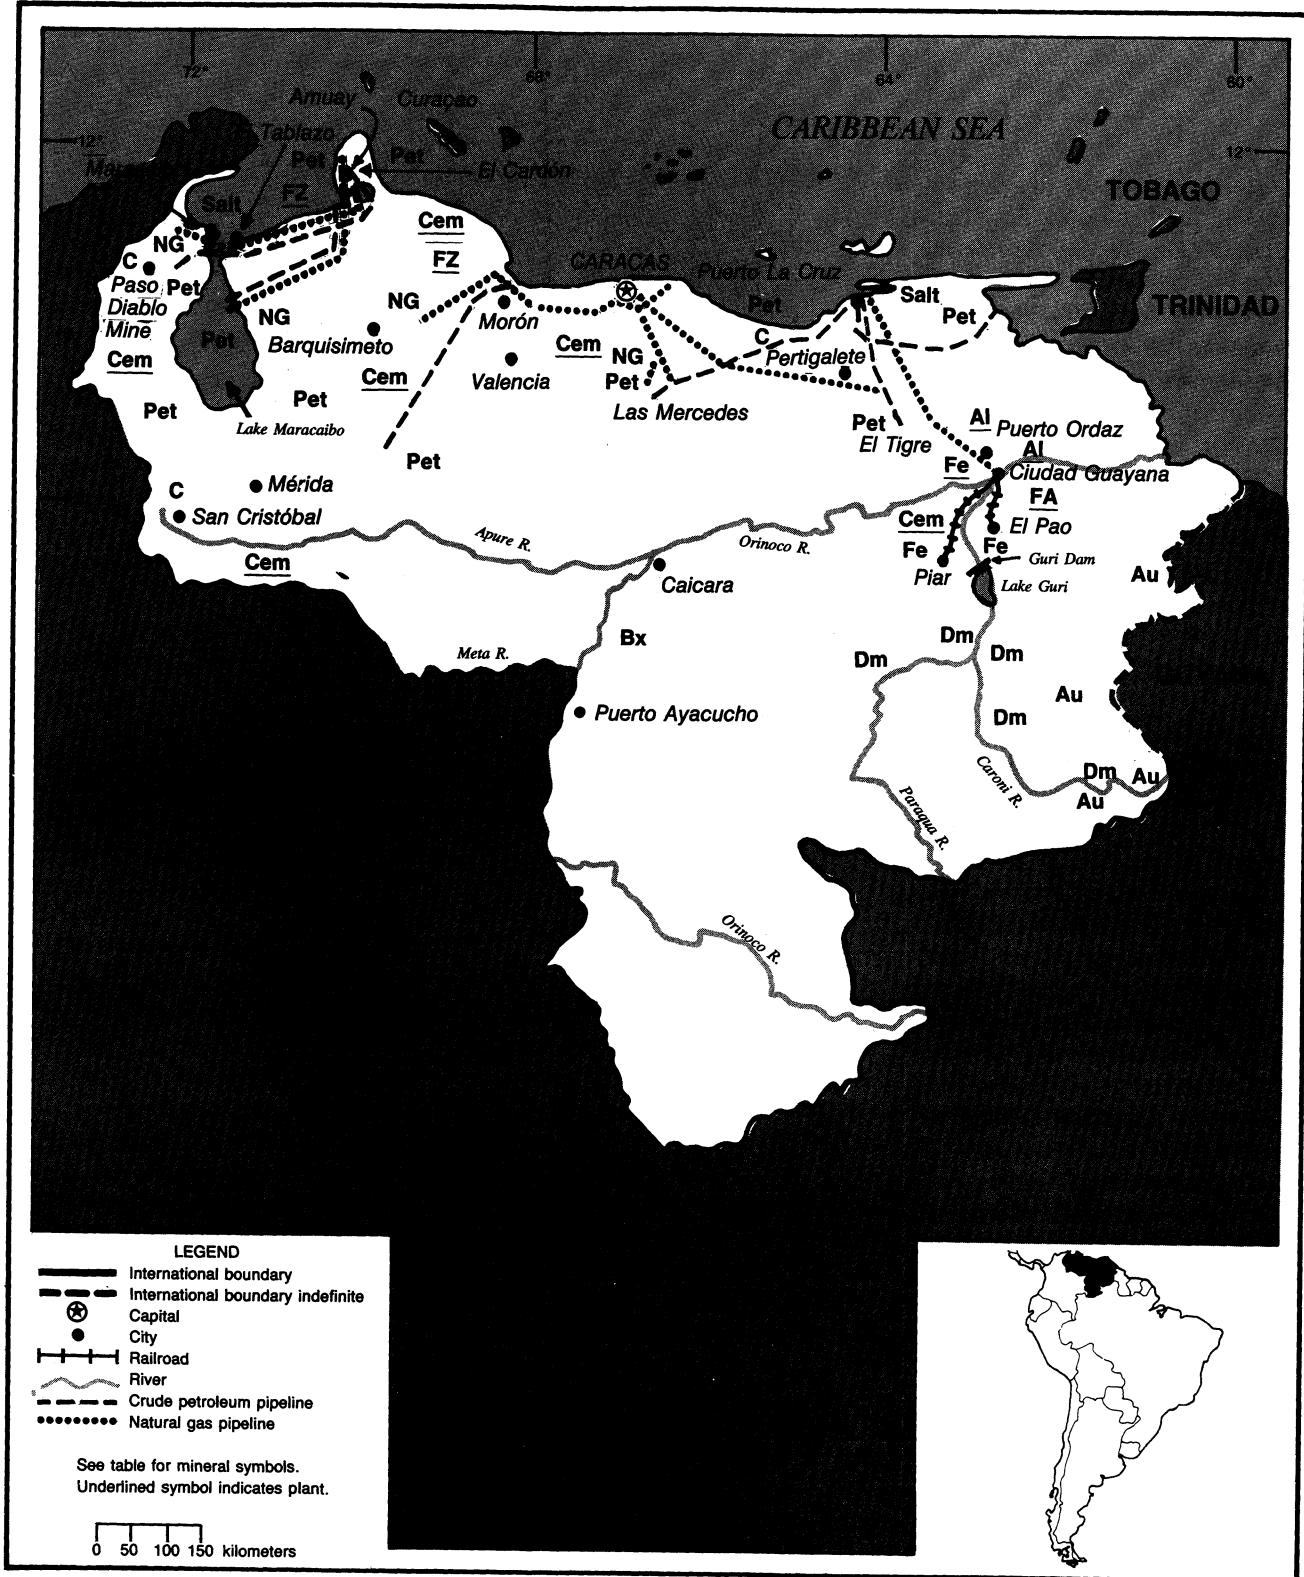 72°
68°
64°
60°
12°
12°
Amuay
Curaçao
CARIBBEAN SEA
Tablazo
Pet
Pet
El Cardón
TOBAGO
Salt
FZ
Cem
FZ
NG
C
Paso
Diablo
Mine
Pet
CARACAS
Puerto La Cruz
Pet
Salt
Pet
TRINIDAD
NG
NG
Morón
Barquisimeto
Pet
Cem
Cem
Valencia
Cem
NG
Pet
Las Mercedes
C
Pertigalete
Pet
Pet
Lake Maracaibo
Pet
Pet
El Tigre
Al
Puerto Ordaz
Al
Fe
Ciudad Guayana
FA
C
Mérida
San Cristóbal
Cem
El Pao
Apure R.
Orinoco R.
Fe
Fe
Guri Dam
Piar
Lake Guri
Cem
Caicara
Au
Bx
Dm
Dm
Dm
Meta R.
Au
Puerto Ayacucho
Dm
Caroni R.
Dm
Au
Au
Paraqua R.
Orinoco R.
LEGEND
International boundary
International boundary indefinite
Capital
City
Railroad
River
Crude petroleum pipeline
Natural gas pipeline
See table for mineral symbols.
Underlined symbol indicates plant.
0 50 100 150 kilometers